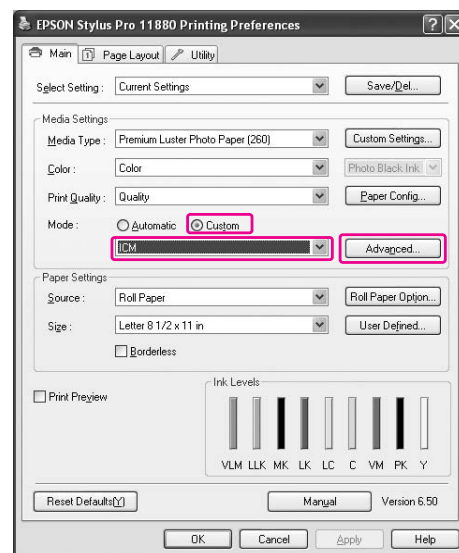 EPSON Stylus Pro 11880 Printing Preferences
Main Page Layout Utility
Select Setting : Current Settings Save/Del...
Media Settings
Media Type : Premium Luster Photo Paper (260) Custom Settings...
Color : Color Photo Black Ink
Print Quality : Quality Paper Config...
Mode : Automatic Custom
ICM Advanced...
Paper Settings
Source : Roll Paper Roll Paper Option...
Size : Letter 8 1/2 x 11 in User Defined...
Borderless
Print Preview
Ink Levels
VLM LLK MK LK LC C VM PK Y
Reset Defaults(Y) Manual Version 6.50
OK Cancel Apply Help